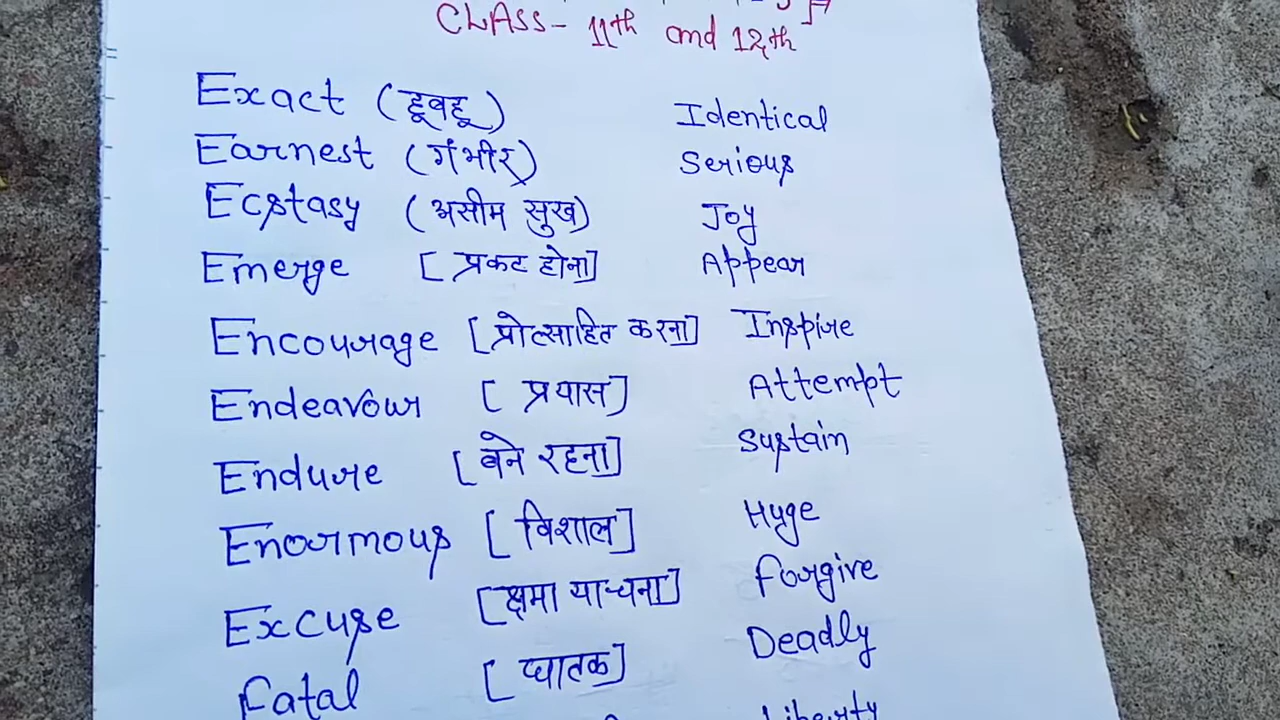 CLASS- 11th and 12th
Exact (हूबहू) Identical
Earnest (गंभीर) Serious
Ecstasy (असीम सुख) Joy
Emerge [प्रकट होना] Appear
Encourage [प्रोत्साहित करना] Inspire
Endeavour [प्रयास] Attempt
Endure [बने रहना] Sustain
Enormous [विशाल] Huge
Excuse [क्षमा याचना] Forgive
Fatal [घातक] Deadly
Liberty